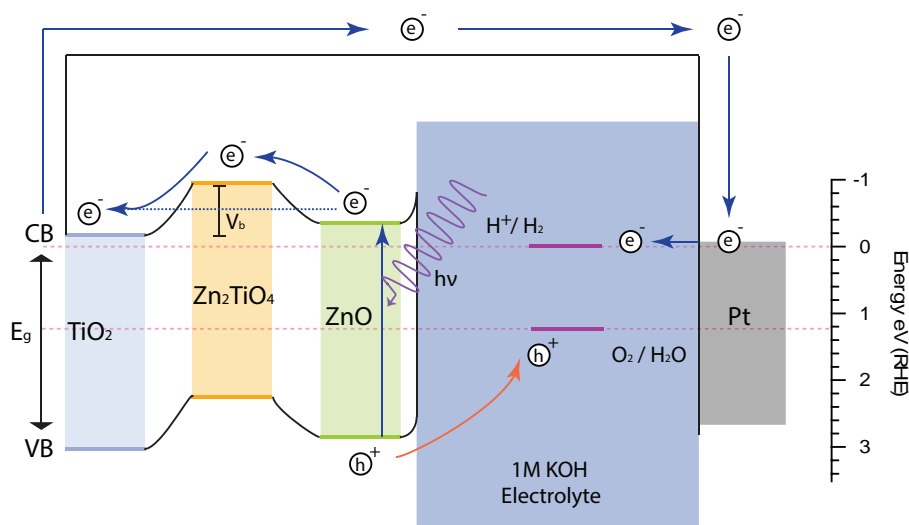 e⁻
e⁻
e⁻
e⁻
e⁻
V_b
CB
TiO₂
E_g
VB
Zn₂TiO₄
ZnO
h⁺
hν
H⁺/ H₂
e⁻
e⁻
h⁺
O₂ / H₂O
Pt
1M KOH
Electrolyte
-1
0
1
2
3
Energy eV (RHE)